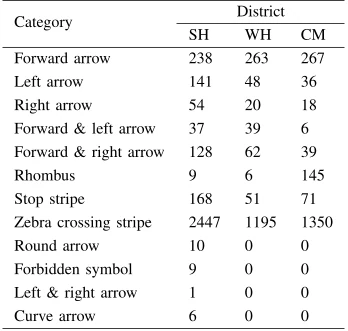 Category District
SH WH CM
Forward arrow 238 263 267
Left arrow 141 48 36
Right arrow 54 20 18
Forward & left arrow 37 39 6
Forward & right arrow 128 62 39
Rhombus 9 6 145
Stop stripe 168 51 71
Zebra crossing stripe 2447 1195 1350
Round arrow 10 0 0
Forbidden symbol 9 0 0
Left & right arrow 1 0 0
Curve arrow 6 0 0